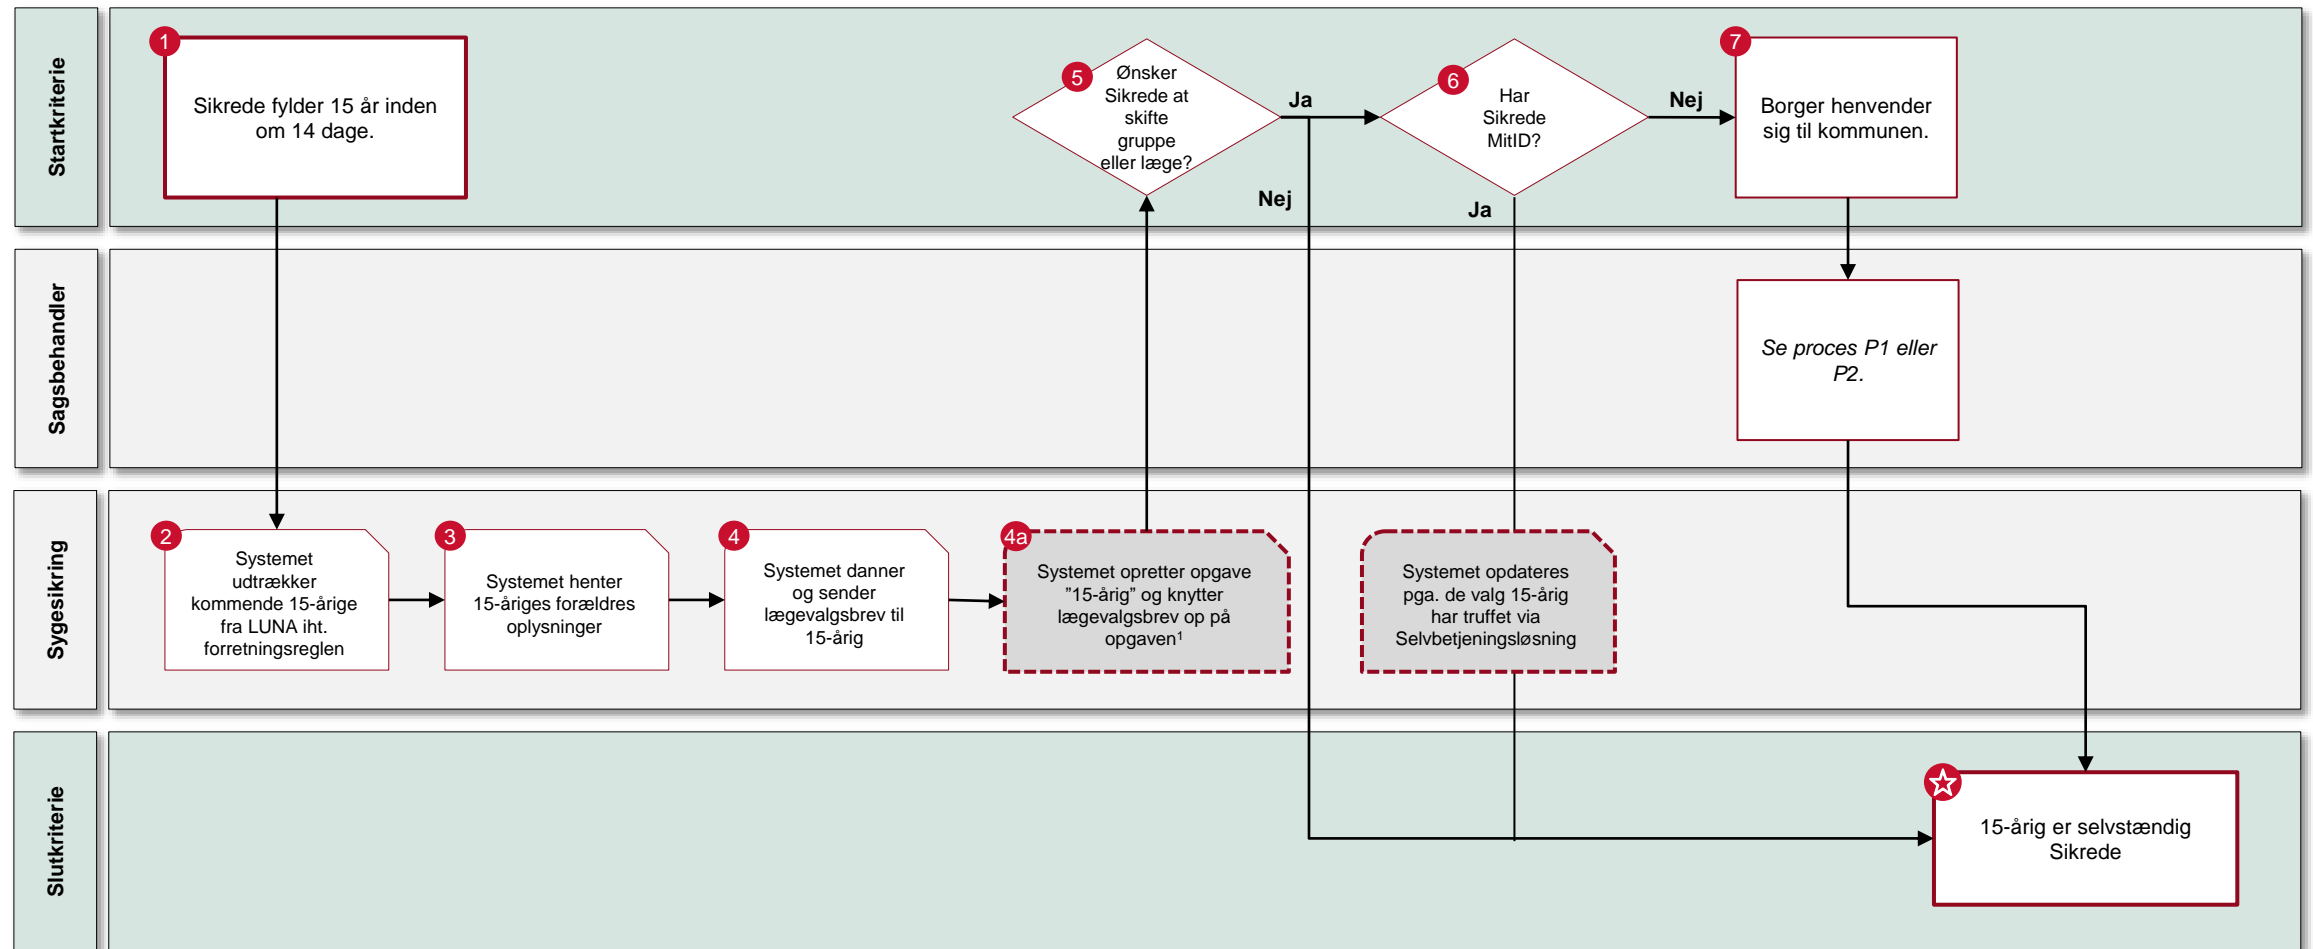 Startkriterie
1
Sikrede fylder 15 år inden
om 14 dage.
5
Ønsker
Sikrede at
skifte
gruppe
eller læge?
Ja
Nej
6
Har
Sikrede
MitID?
Nej
Ja
7
Borger henvender
sig til kommunen.
Sagsbehandler
Se proces P1 eller
P2.
Sygesikring
2
Systemet
udtrækker
kommende 15-årige
fra LUNA iht.
forretningsreglen
3
Systemet henter
15-åriges forældres
oplysninger
4
Systemet danner
og sender
lægevalgsbrev til
15-årig
4a
Systemet opretter opgave
”15-årig” og knytter
lægevalgsbrev op på
opgaven¹
Systemet opdateres
pga. de valg 15-årig
har truffet via
Selvbetjeningsløsning
Slutkriterie
15-årig er selvstændig
Sikrede